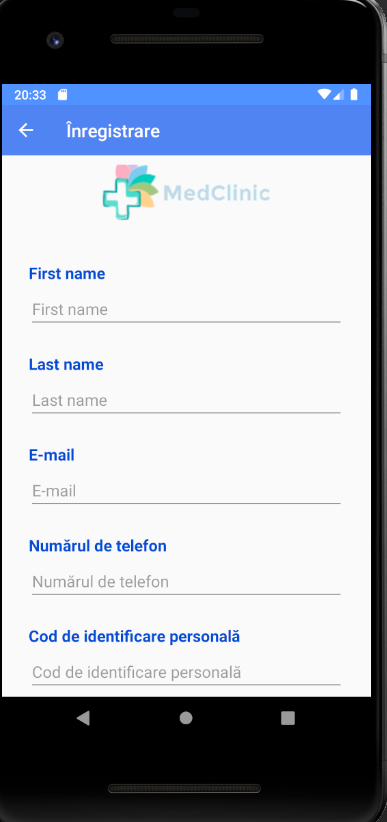 20:33
Înregistrare
MedClinic
First name
First name
Last name
Last name
E-mail
E-mail
Numărul de telefon
Numărul de telefon
Cod de identificare personală
Cod de identificare personală